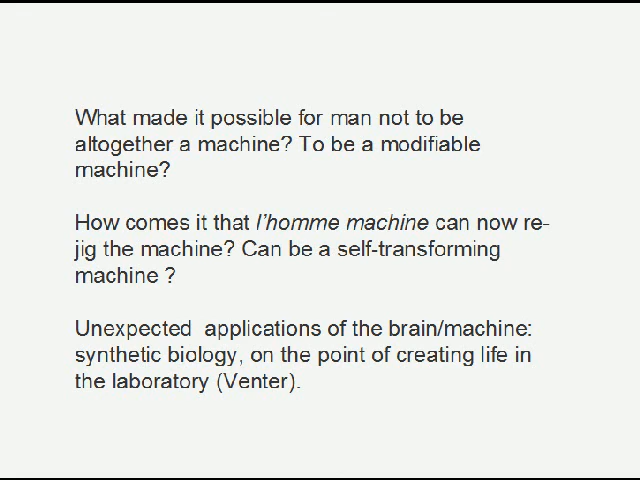 What made it possible for man not to be
altogether a machine? To be a modifiable
machine?
How comes it that l'homme machine can now re-
jig the machine? Can be a self-transforming
machine ?
Unexpected  applications of the brain/machine:
synthetic biology, on the point of creating life in
the laboratory (Venter).